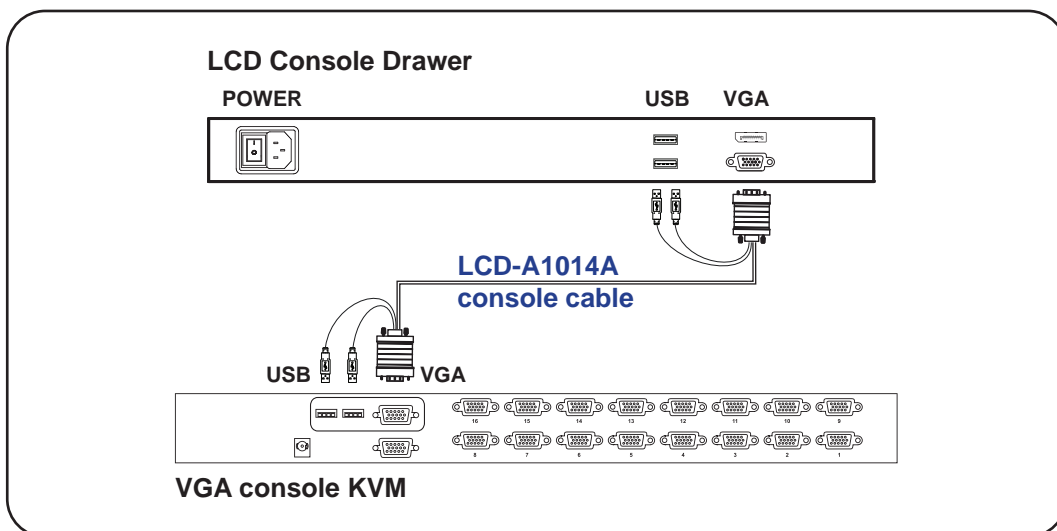 LCD Console Drawer
POWER
USB VGA
LCD-A1014A
console cable
USB
VGA
16 15 14 13 12 11 10 9
8 7 6 5 4 3 2 1
VGA console KVM